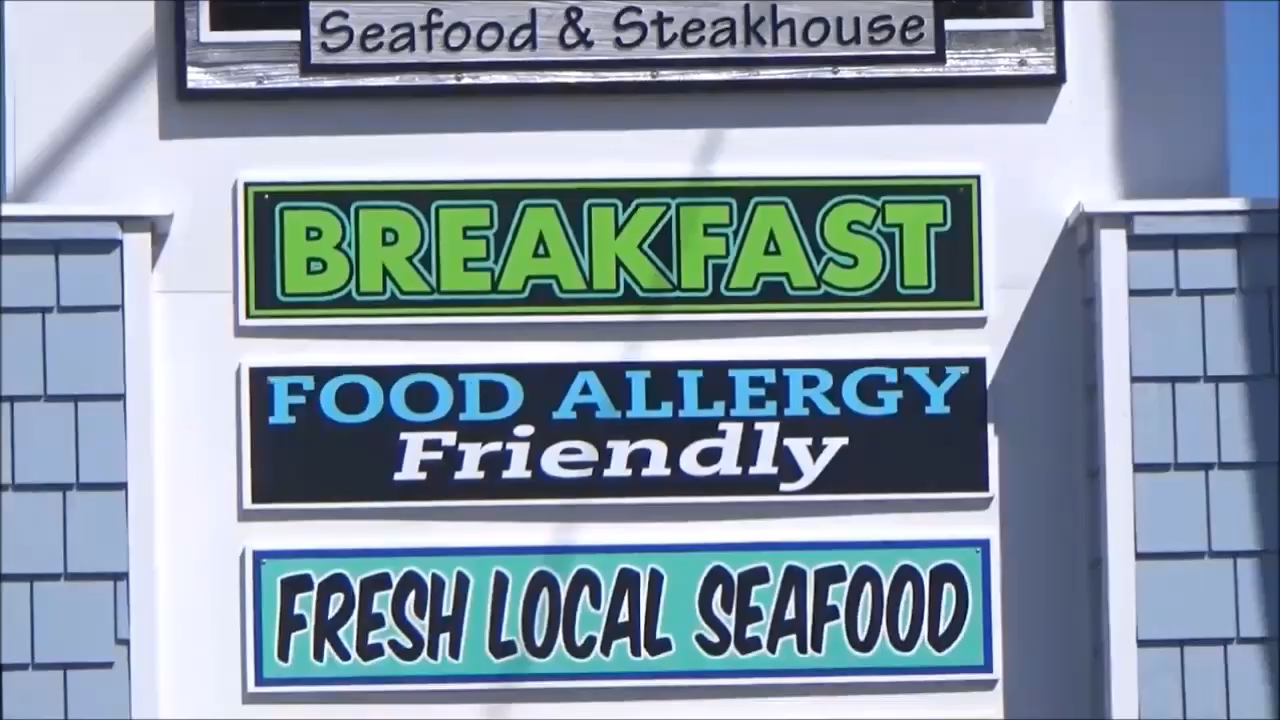 Seafood & Steakhouse
BREAKFAST
FOOD ALLERGY
Friendly
FRESH LOCAL SEAFOOD